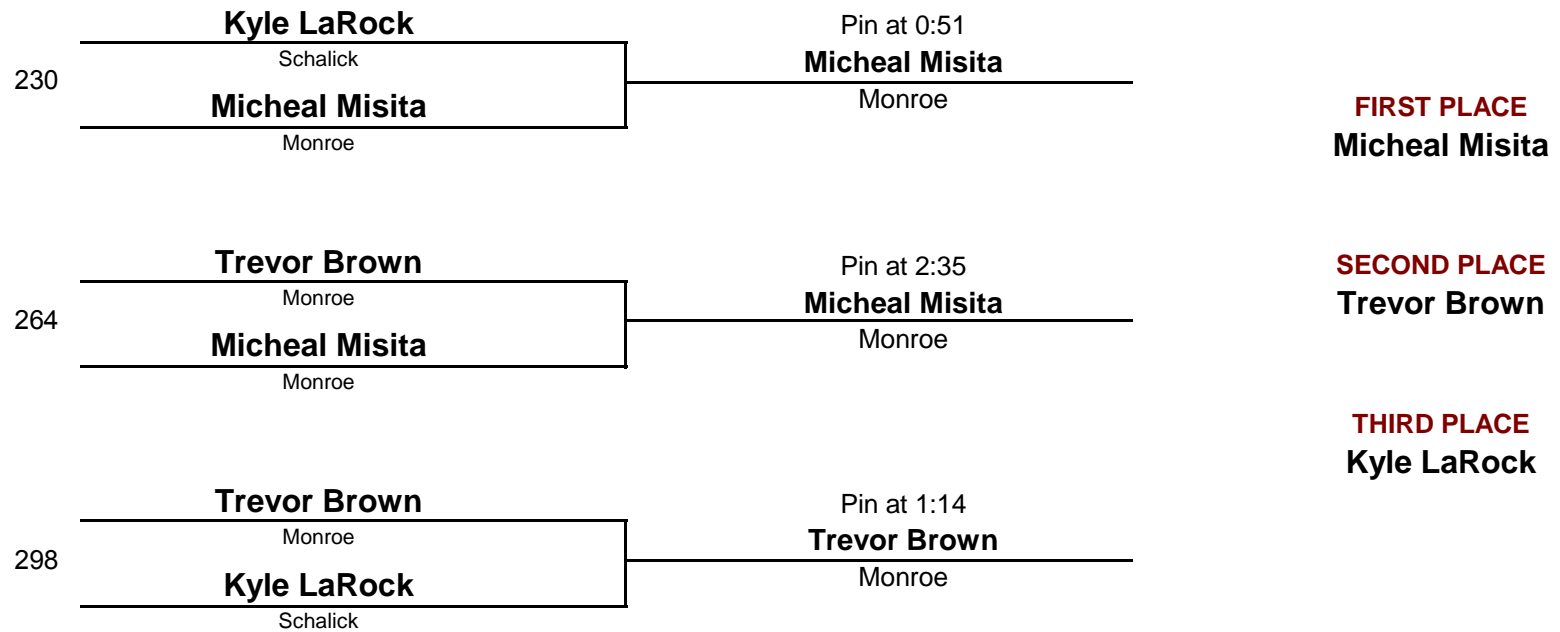 Kyle LaRock
Schalick
230
Micheal Misita
Monroe
Pin at 0:51
Micheal Misita
Monroe
Trevor Brown
Monroe
264
Micheal Misita
Monroe
Pin at 2:35
Micheal Misita
Monroe
Trevor Brown
Monroe
298
Kyle LaRock
Schalick
Pin at 1:14
Trevor Brown
Monroe
FIRST PLACE
Micheal Misita
SECOND PLACE
Trevor Brown
THIRD PLACE
Kyle LaRock